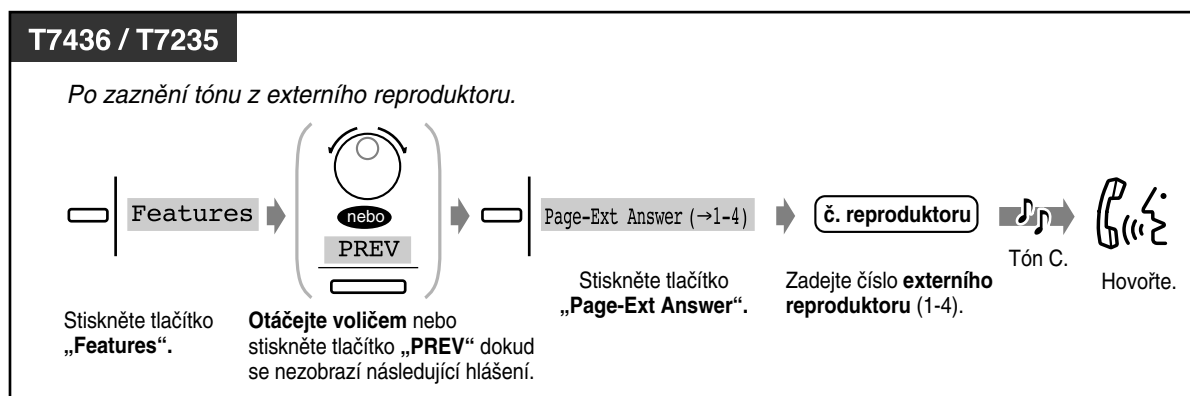 T7436 / T7235
Po zaznění tónu z externího reproduktoru.
Features
nebo
PREV
Page-Ext Answer (→1-4)
č. reproduktoru
Tón C.
Hovořte.
Stiskněte tlačítko
„Features“.
Otáčejte voličem nebo
stiskněte tlačítko „PREV“ dokud
se nezobrazí následující hlášení.
Stiskněte tlačítko
„Page-Ext Answer“.
Zadejte číslo externího
reproduktoru (1-4).